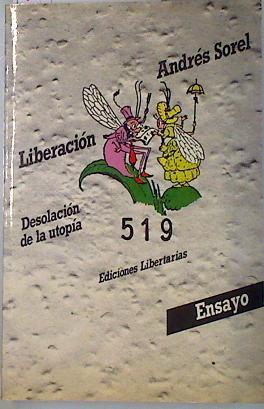 Andrés Sorel
Liberación
Desolación
de la utopía
519
Ediciones Libertarias
Ensayo